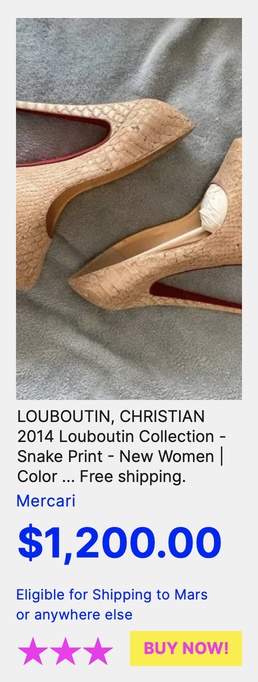 LOUBOUTIN, CHRISTIAN
2014 Louboutin Collection -
Snake Print - New Women |
Color ... Free shipping.
Mercari
$1,200.00
Eligible for Shipping to Mars
or anywhere else
BUY NOW!